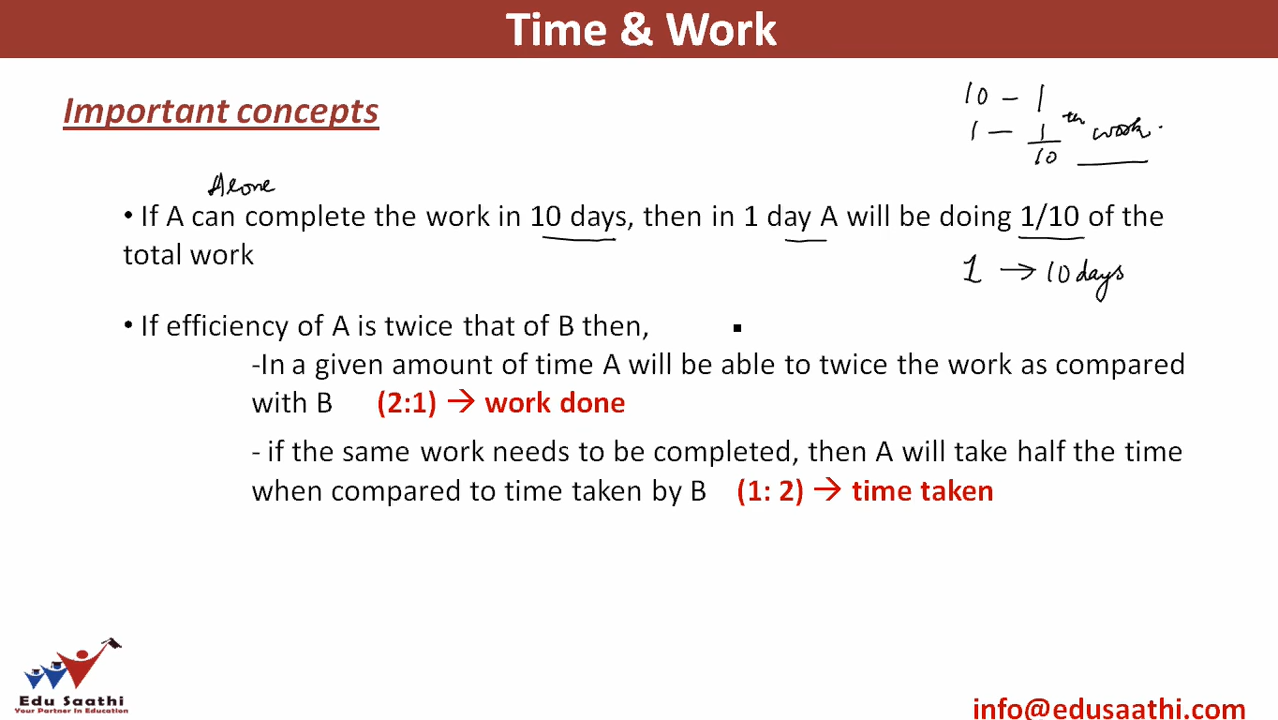 Time & Work
Important concepts
10 - 1
1 - 1/10 th work.
Alone
• If A can complete the work in 10 days, then in 1 day A will be doing 1/10 of the
total work
1 → 10 days
• If efficiency of A is twice that of B then,
-In a given amount of time A will be able to twice the work as compared
with B (2:1) → work done
- if the same work needs to be completed, then A will take half the time
when compared to time taken by B (1: 2) → time taken
Edu Saathi
Your Partner In Education
info@edusaathi.com